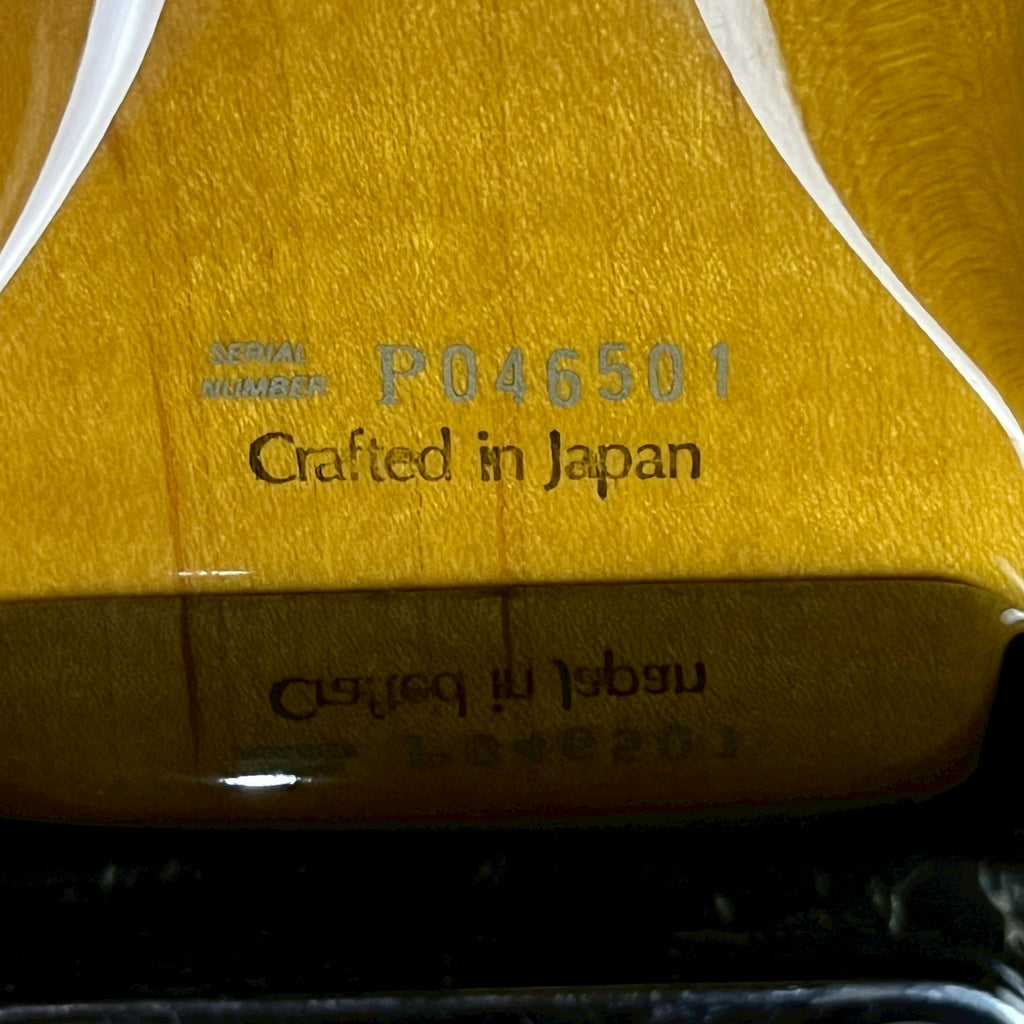 SERIAL
NUMBER P046501
Crafted in Japan